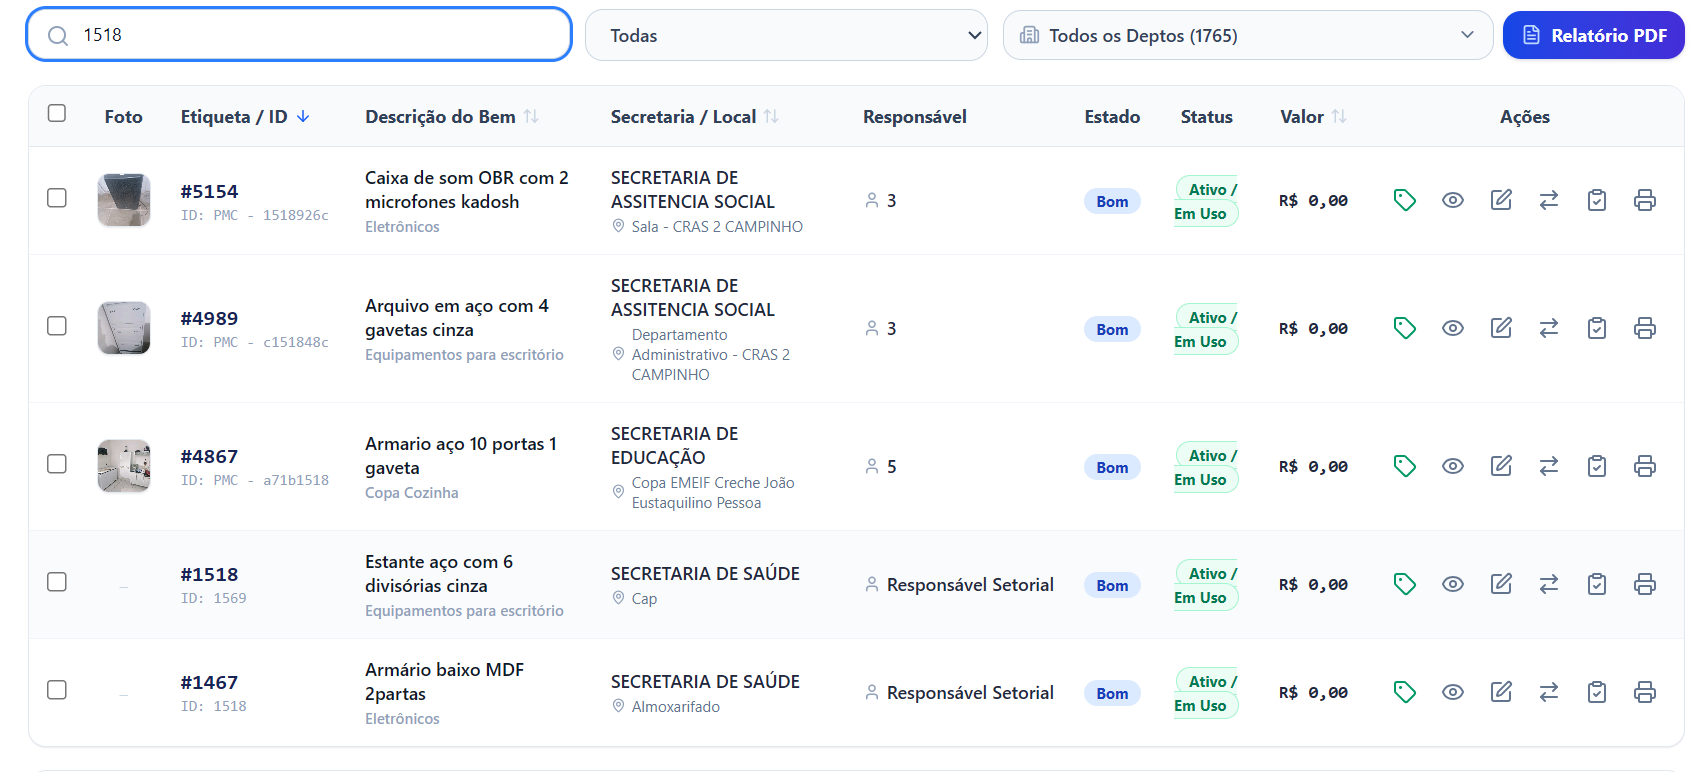 1518
Todas
Todos os Deptos (1765)
Relatório PDF
Foto
Etiqueta / ID
Descrição do Bem
Secretaria / Local
Responsável
Estado
Status
Valor
Ações
#5154
ID: PMC - 1518926c
Caixa de som OBR com 2
microfones kadosh
Eletrônicos
SECRETARIA DE
ASSITENCIA SOCIAL
Sala - CRAS 2 CAMPINHO
3
Bom
Ativo /
Em Uso
R$ 0,00
#4989
ID: PMC - c151848c
Arquivo em aço com 4
gavetas cinza
Equipamentos para escritório
SECRETARIA DE
ASSITENCIA SOCIAL
Departamento
Administrativo - CRAS 2
CAMPINHO
3
Bom
Ativo /
Em Uso
R$ 0,00
#4867
ID: PMC - a71b1518
Armario aço 10 portas 1
gaveta
Copa Cozinha
SECRETARIA DE
EDUCAÇÃO
Copa EMEIF Creche João
Eustaquilino Pessoa
5
Bom
Ativo /
Em Uso
R$ 0,00
#1518
ID: 1569
Estante aço com 6
divisórias cinza
Equipamentos para escritório
SECRETARIA DE SAÚDE
Cap
Responsável Setorial
Bom
Ativo /
Em Uso
R$ 0,00
#1467
ID: 1518
Armário baixo MDF
2partas
Eletrônicos
SECRETARIA DE SAÚDE
Almoxarifado
Responsável Setorial
Bom
Ativo /
Em Uso
R$ 0,00